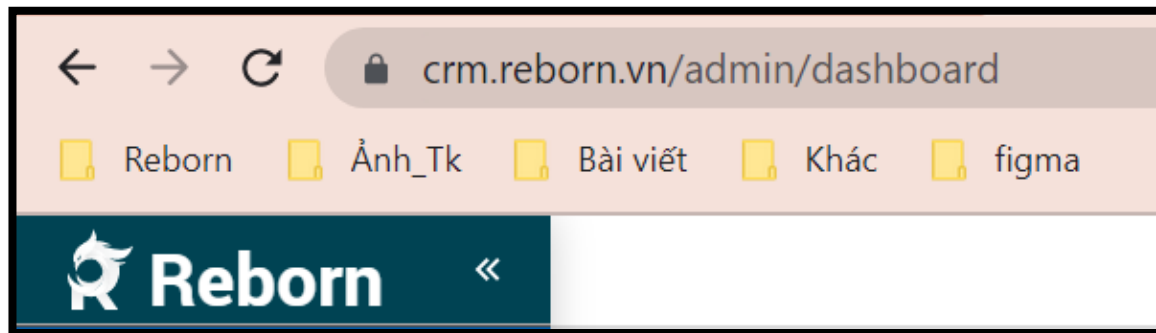 crm.reborn.vn/admin/dashboard
Reborn Ảnh_Tk Bài viết Khác figma
Reborn «